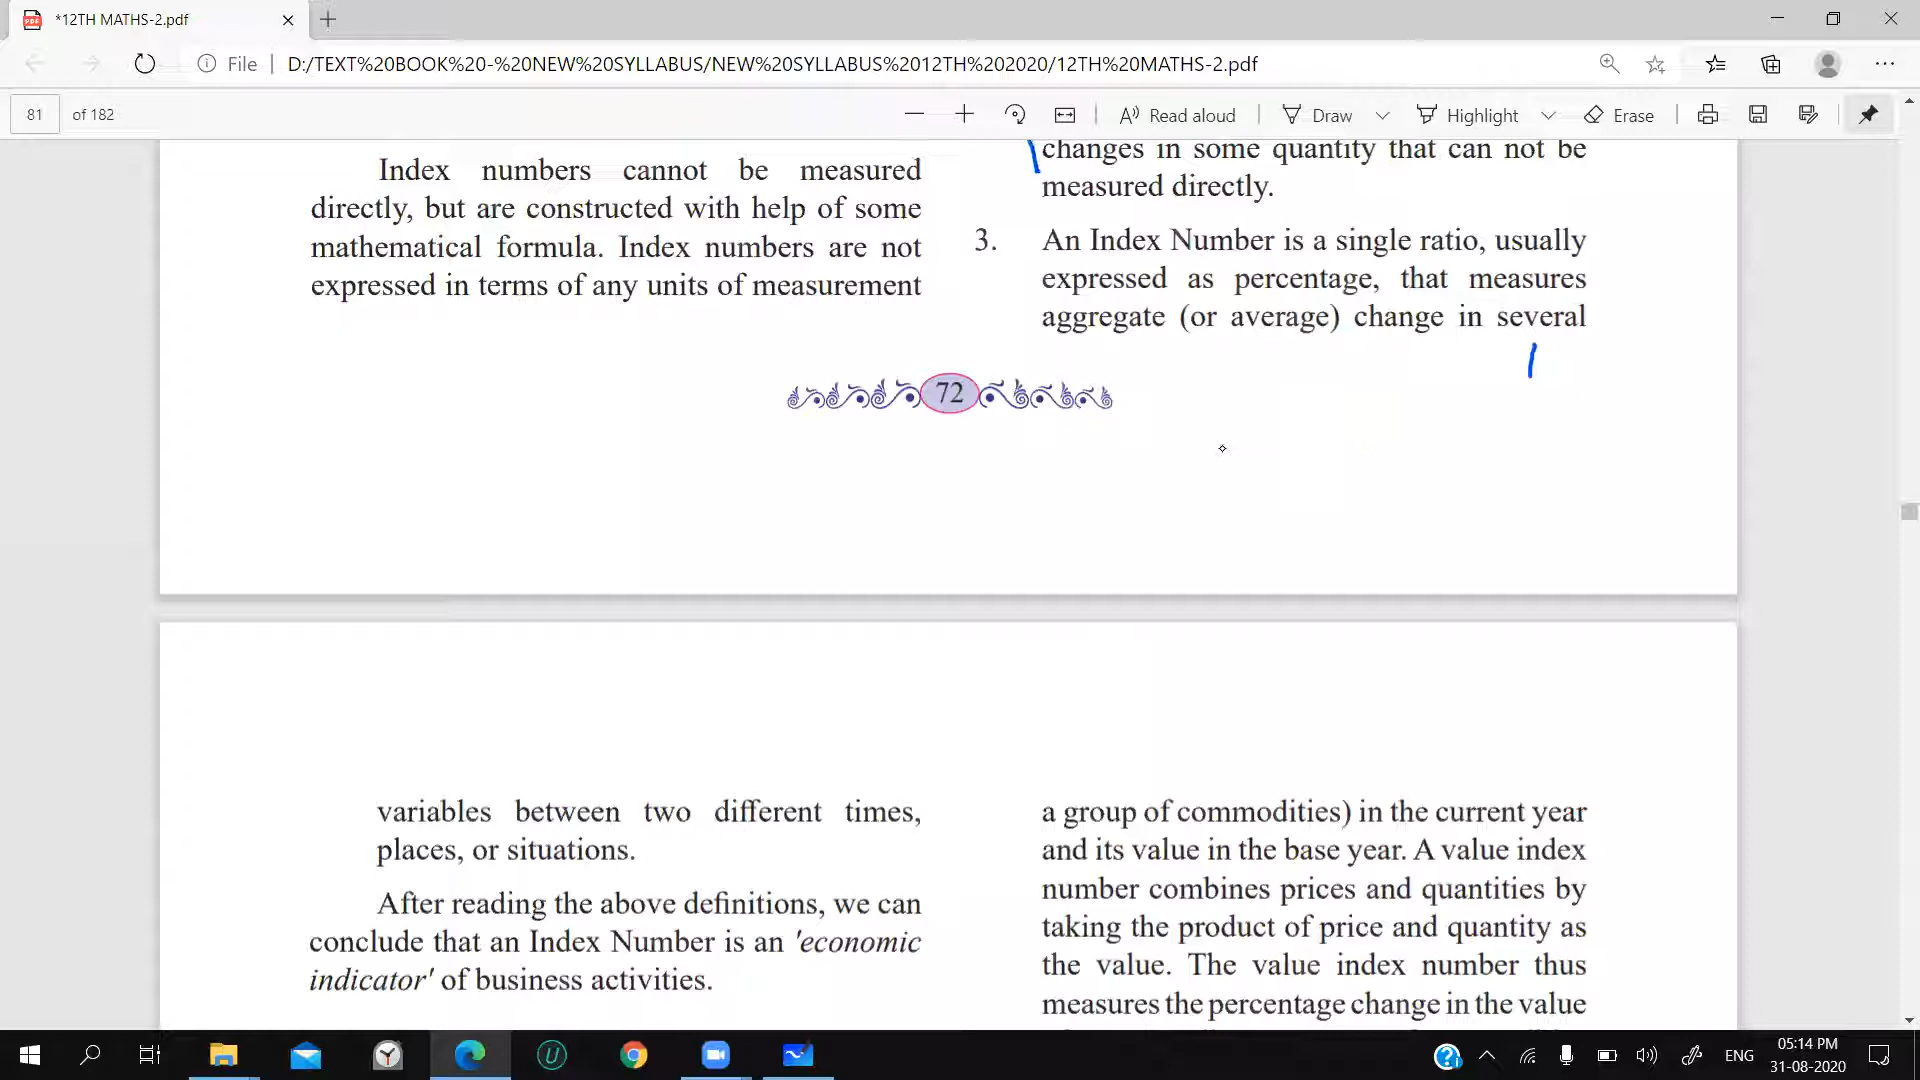 *12TH MATHS-2.pdf
File
D:/TEXT%20BOOK%20-%20NEW%20SYLLABUS/NEW%20SYLLABUS%2012TH%202020/12TH%20MATHS-2.pdf
81 of 182
Read aloud
Draw
Highlight
Erase
Index numbers cannot be measured
directly, but are constructed with help of some
mathematical formula. Index numbers are not
expressed in terms of any units of measurement
changes in some quantity that can not be
measured directly.
3. An Index Number is a single ratio, usually
expressed as percentage, that measures
aggregate (or average) change in several
72
variables between two different times,
places, or situations.
After reading the above definitions, we can
conclude that an Index Number is an 'economic
indicator' of business activities.
a group of commodities) in the current year
and its value in the base year. A value index
number combines prices and quantities by
taking the product of price and quantity as
the value. The value index number thus
measures the percentage change in the value
ENG
05:14 PM
31-08-2020